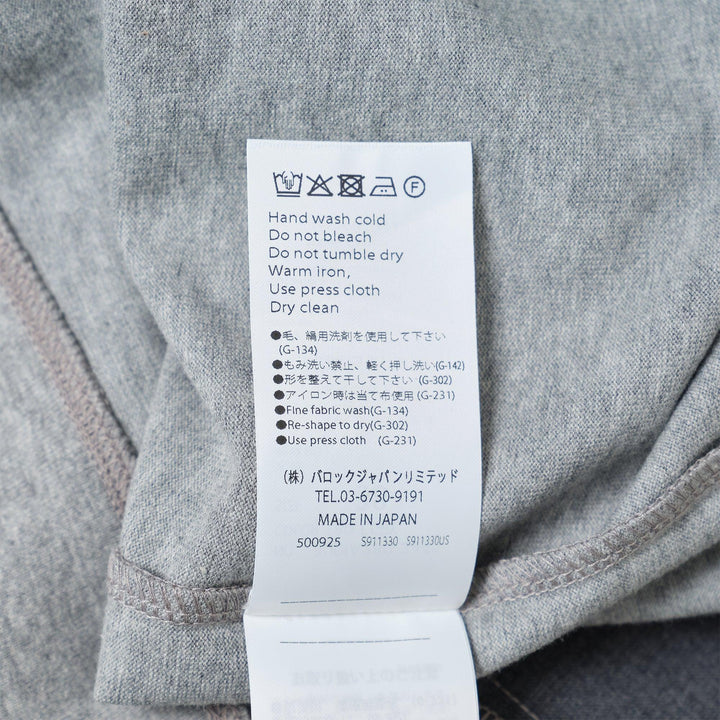 F
Hand wash cold
Do not bleach
Do not tumble dry
Warm iron,
Use press cloth
Dry clean
●毛、絹用洗剤を使用して下さい
(G-134)
●もみ洗い禁止、軽く押し洗い(G-142)
●形を整えて干して下さい (G-302)
●アイロン時は当て布使用 (G-231)
●Fine fabric wash(G-134)
●Re-shape to dry(G-302)
●Use press cloth (G-231)
(株) バロックジャパンリミテッド
TEL.03-6730-9191
MADE IN JAPAN
500925 S911330 S911330US